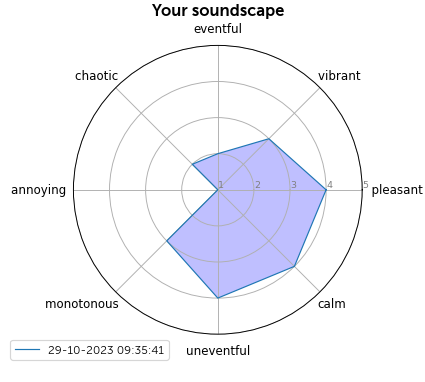 Your soundscape
eventful
chaotic
vibrant
annoying
1
2
3
4
5
pleasant
monotonous
calm
uneventful
29-10-2023 09:35:41